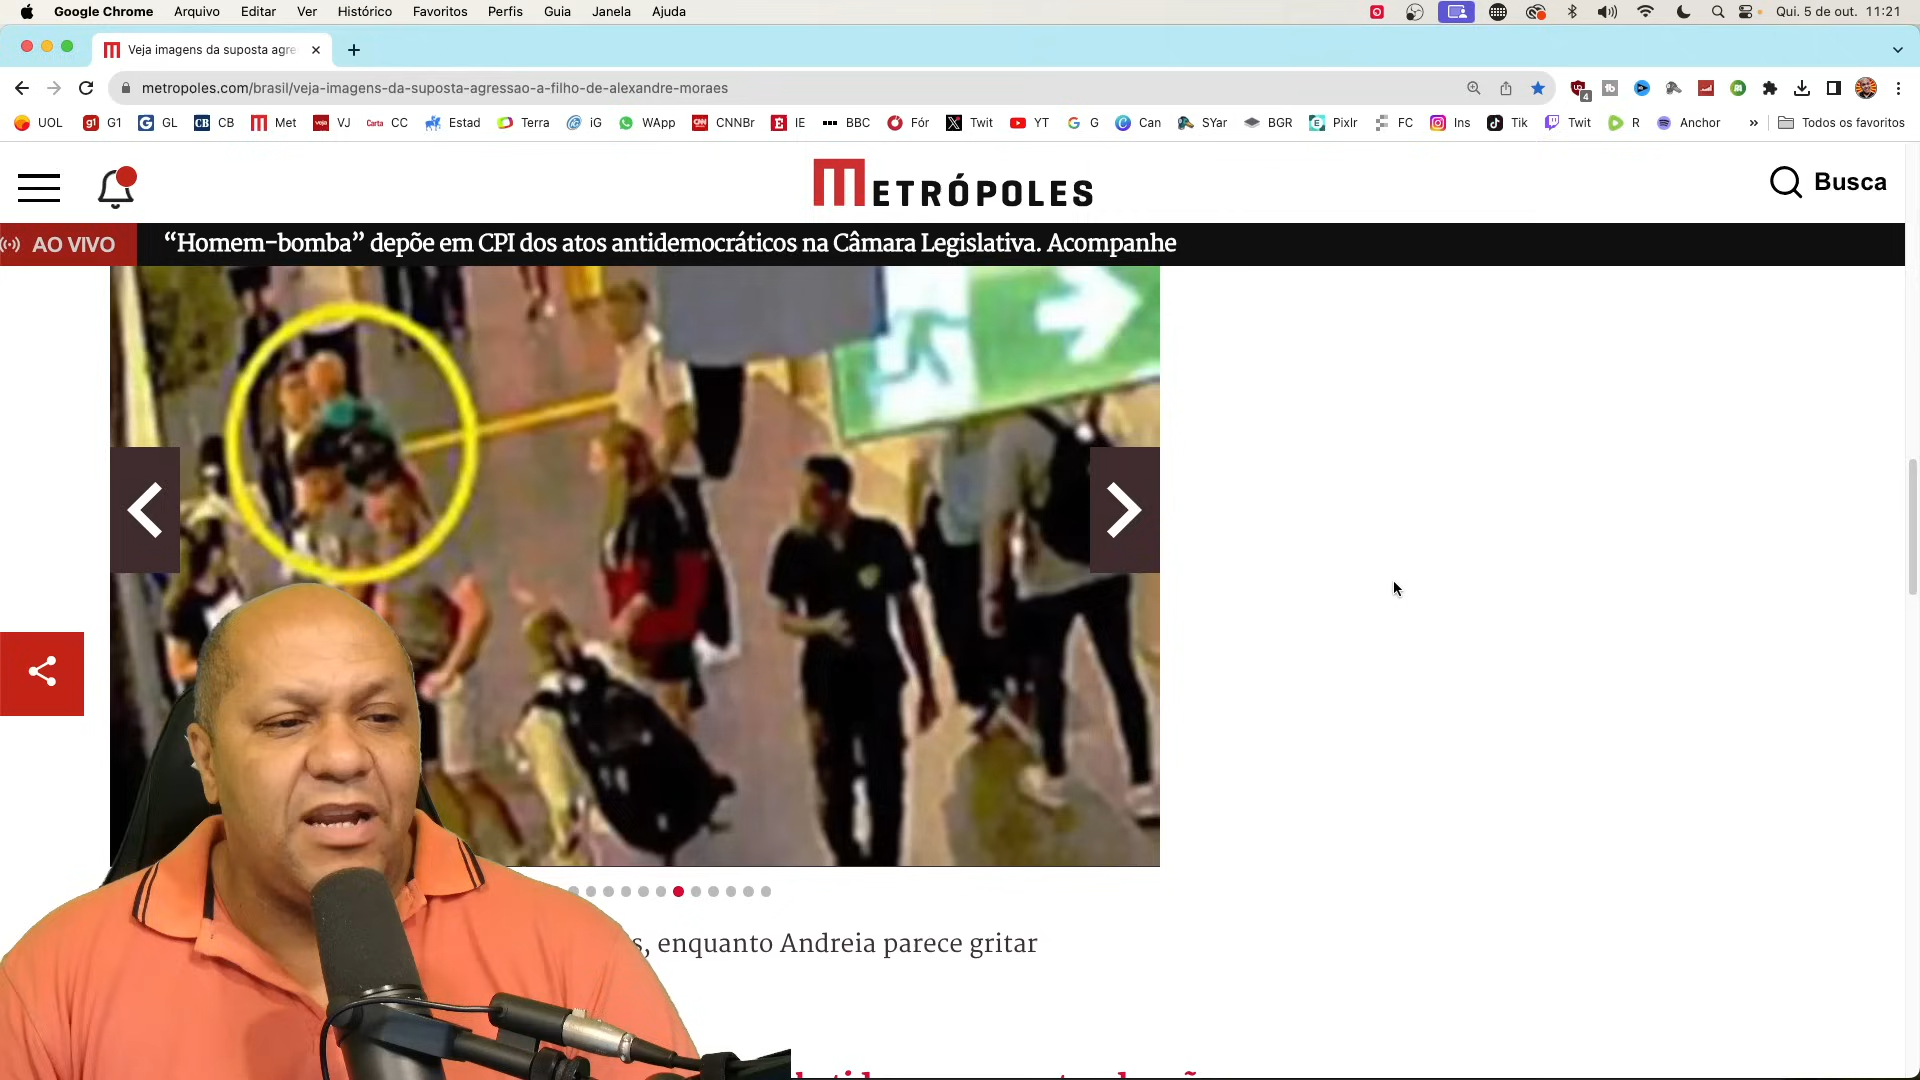 Google Chrome Arquivo Editar Ver Histórico Favoritos Perfis Guia Janela Ajuda Qui. 5 de out. 11:21
Veja imagens da suposta agre
metropoles.com/brasil/veja-imagens-da-suposta-agressao-a-filho-de-alexandre-moraes
UOL G1 GL CB Met VJ CC Estad Terra iG WApp CNNBr IE BBC Fór Twit YT G Can SYar BGR Pixlr FC Ins Tik Twit R Anchor » Todos os favoritos
METRÓPOLES
Busca
AO VIVO “Homem-bomba” depõe em CPI dos atos antidemocráticos na Câmara Legislativa. Acompanhe
s, enquanto Andreia parece gritar